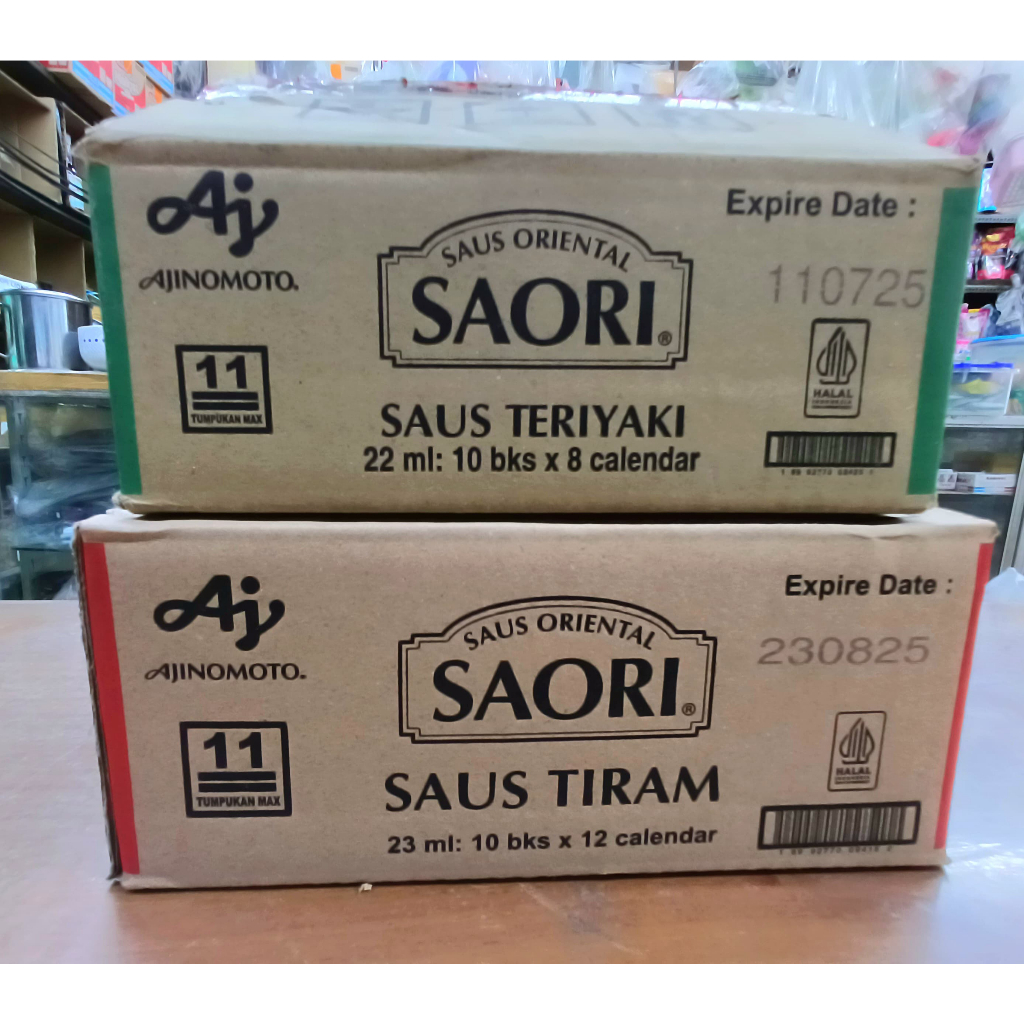 Aj
AJINOMOTO.
11
TUMPUKAN MAX
SAUS ORIENTAL
SAORI®
SAUS TERIYAKI
22 ml: 10 bks x 8 calendar
Expire Date :
110725
HALAL
INDONESIA
Aj
AJINOMOTO.
11
TUMPUKAN MAX
SAUS ORIENTAL
SAORI®
SAUS TIRAM
23 ml: 10 bks x 12 calendar
Expire Date :
230825
HALAL
INDONESIA